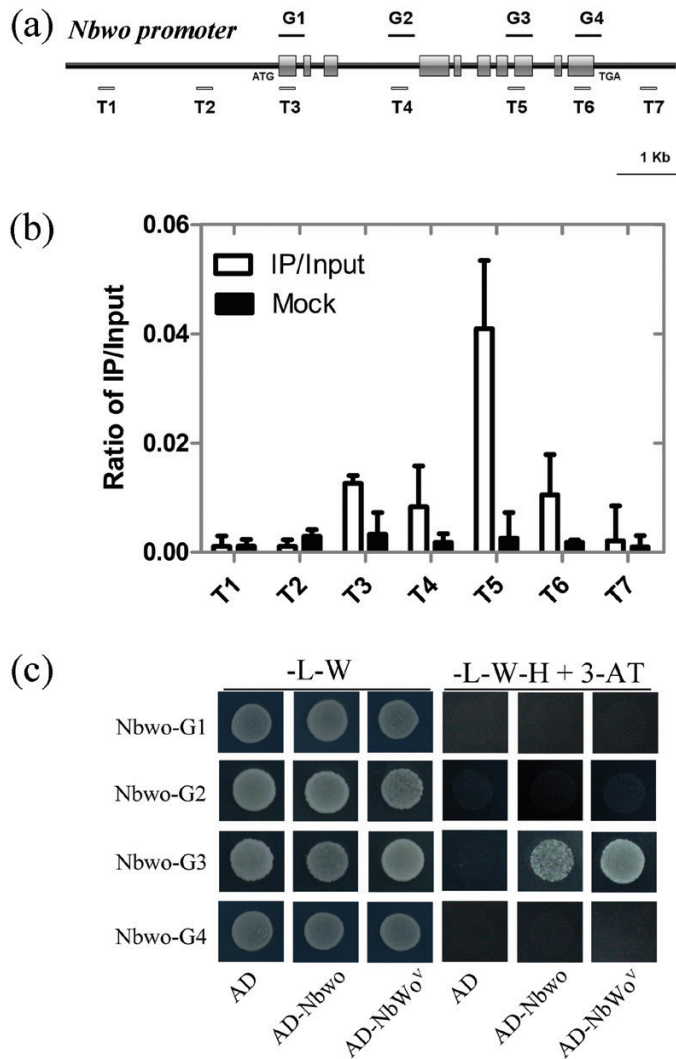 (a)
Nbwo promoter
G1 G2 G3 G4
ATG TGA
T1 T2 T3 T4 T5 T6 T7
1 Kb
(b)
Ratio of IP/Input
0.06
0.04
0.02
0.00
IP/Input
Mock
T1 T2 T3 T4 T5 T6 T7
(c)
-L-W -L-W-H + 3-AT
Nbwo-G1
Nbwo-G2
Nbwo-G3
Nbwo-G4
AD AD-Nbwo AD-NbWoᵛ AD AD-Nbwo AD-NbWoᵛ